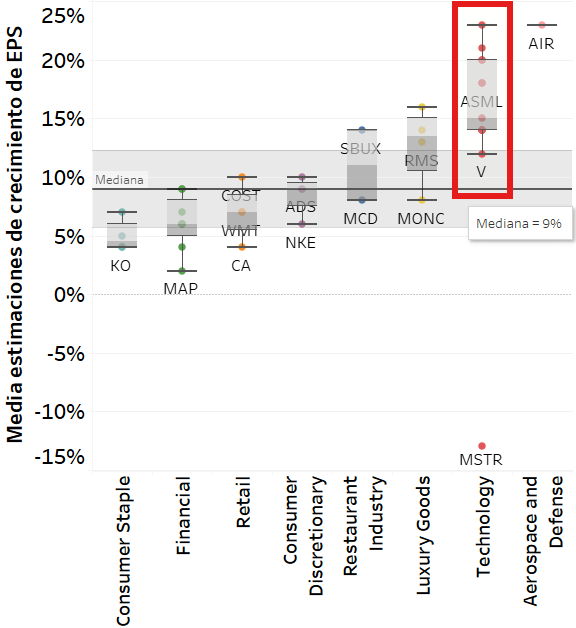 Media estimaciones de crecimiento de EPS
25%
20%
15%
10%
5%
0%
-5%
-10%
-15%
AIR
ASML
SBUX
RMS
V
Mediana
COST
ADS
MCD
MONC
Mediana = 9%
WMT
NKE
KO
CA
MAP
MSTR
Consumer Staple
Financial
Retail
Consumer
Discretionary
Restaurant
Industry
Luxury Goods
Technology
Aerospace and
Defense